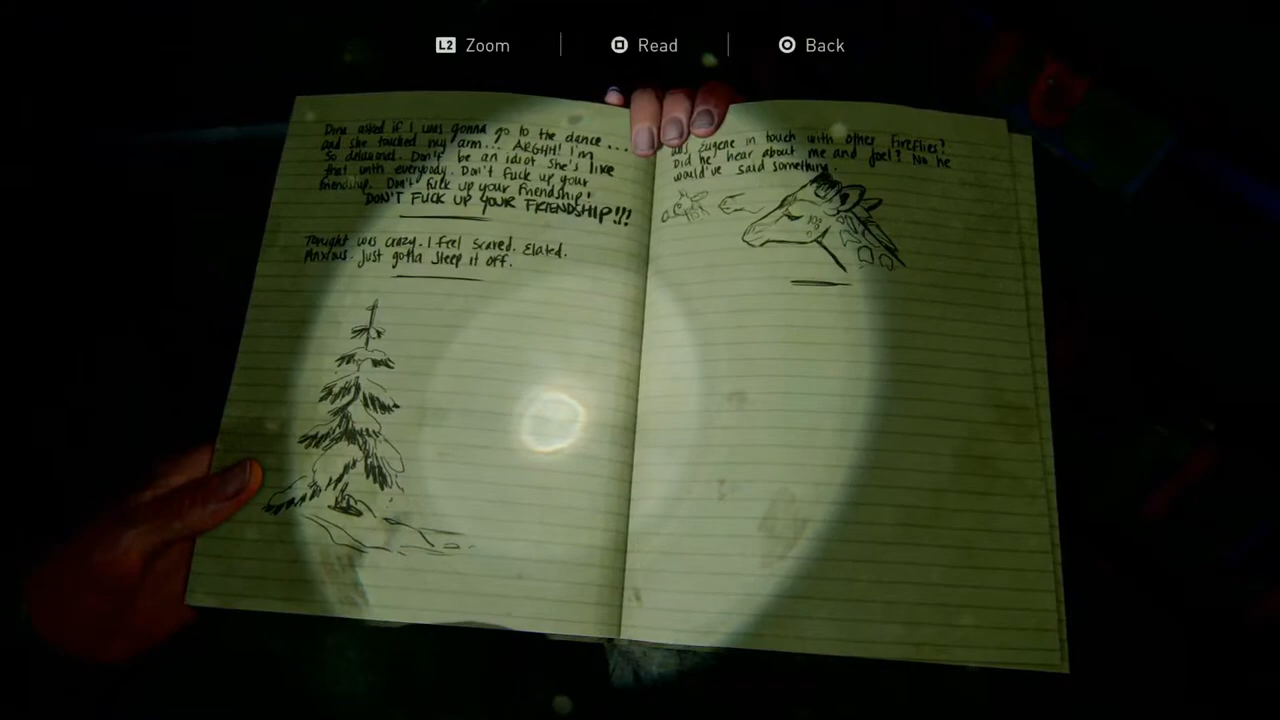 L2 Zoom
Read
Back
Dina asked if I was gonna go to the dance ...
and she touched my arm... ARGHH! I'm
so delusional. Don't be an idiot she's like
that with everybody. Don't fuck up your
friendship. Don't fuck up your friendship!
DON'T FUCK UP YOUR FRIENDSHIP!!!
Tonight was crazy. I feel scared. Elated.
Anxious. Just gotta sleep it off.
Was Eugene in touch with other Fireflies?
Did he hear about me and Joel? No he
would've said something.